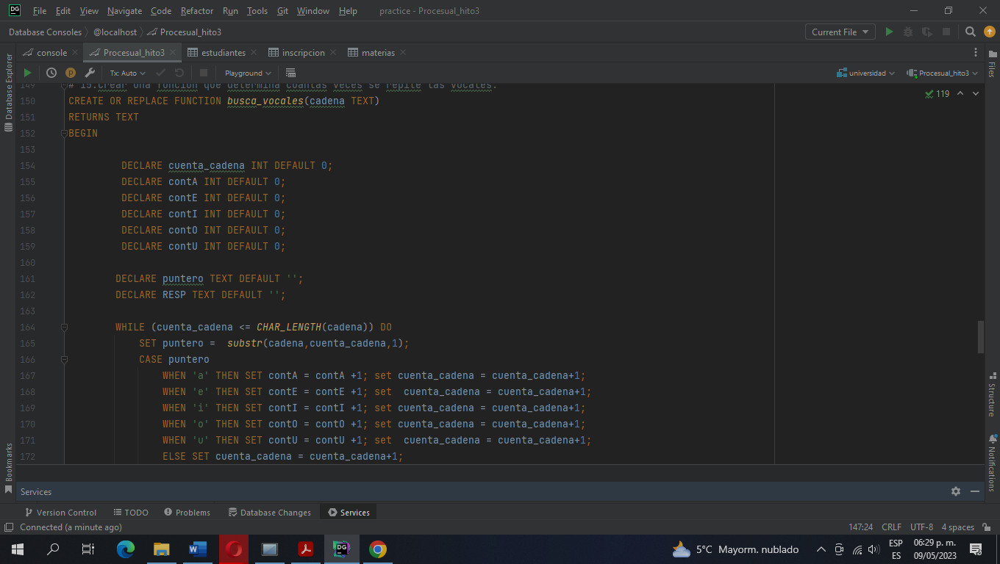 DG File Edit View Navigate Code Refactor Run Tools Git Window Help practice - Procesual_hito3
Database Consoles @localhost Procesual_hito3 Current File
console Procesual_hito3 estudiantes inscripcion materias
Tx: Auto Playground universidad Procesual_hito3
Database Explorer
Bookmarks
Files
Structure
Notifications
119
149 # 15.Crear una función que determina cuantas veces se repite las vocales.
150 CREATE OR REPLACE FUNCTION busca_vocales(cadena TEXT)
151 RETURNS TEXT
152 BEGIN
153
154 DECLARE cuenta_cadena INT DEFAULT 0;
155 DECLARE contA INT DEFAULT 0;
156 DECLARE contE INT DEFAULT 0;
157 DECLARE contI INT DEFAULT 0;
158 DECLARE contO INT DEFAULT 0;
159 DECLARE contU INT DEFAULT 0;
160
161 DECLARE puntero TEXT DEFAULT '';
162 DECLARE RESP TEXT DEFAULT '';
163
164 WHILE (cuenta_cadena <= CHAR_LENGTH(cadena)) DO
165 SET puntero =  substr(cadena,cuenta_cadena,1);
166 CASE puntero
167 WHEN 'a' THEN SET contA = contA +1; set cuenta_cadena = cuenta_cadena+1;
168 WHEN 'e' THEN SET contE = contE +1; set  cuenta_cadena = cuenta_cadena+1;
169 WHEN 'i' THEN SET contI = contI +1; set cuenta_cadena = cuenta_cadena+1;
170 WHEN 'o' THEN SET contO = contO +1; set cuenta_cadena = cuenta_cadena+1;
171 WHEN 'u' THEN SET contU = contU +1; set  cuenta_cadena = cuenta_cadena+1;
172 ELSE SET cuenta_cadena = cuenta_cadena+1;
Services
Version Control TODO Problems Database Changes Services
Connected (a minute ago) 147:24 CRLF UTF-8 4 spaces
5°C Mayorm. nublado
ESP
ES
06:29 p. m.
09/05/2023